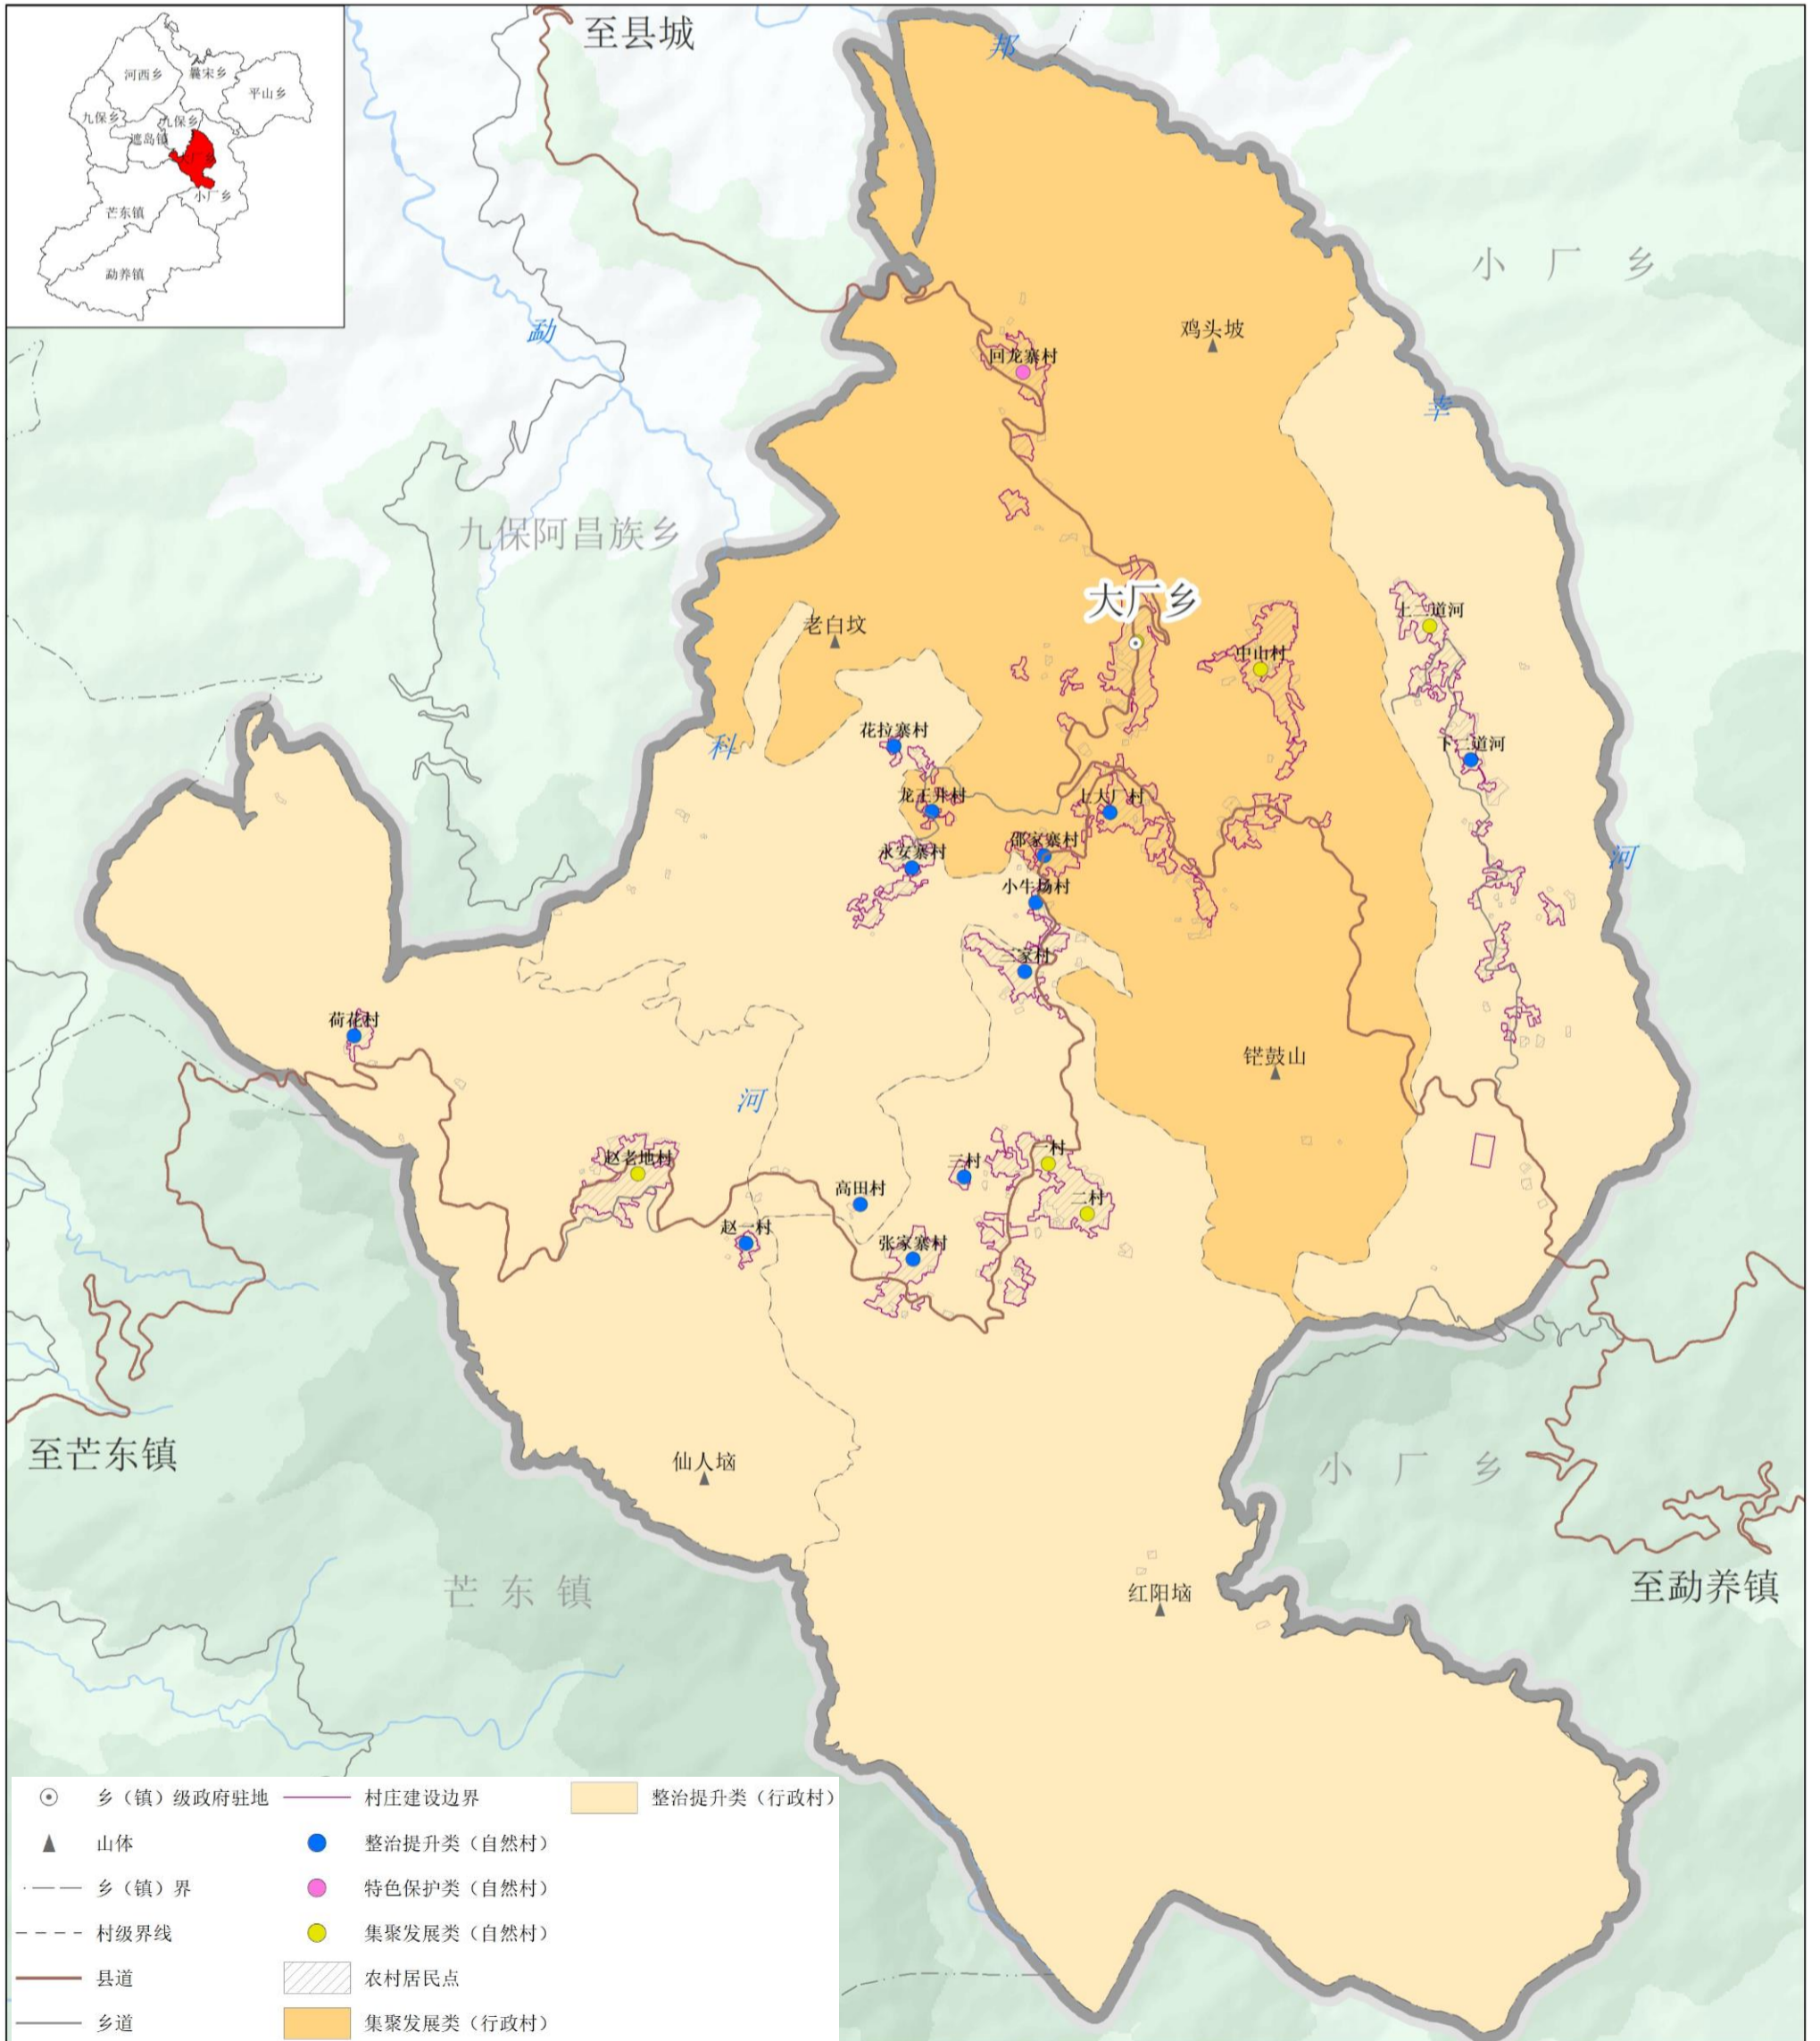 至县城
邦
河西乡
曩宋乡
平山乡
九保乡
九保乡
遮岛镇
小厂乡
芒东镇
勐养镇
小厂乡
勐
鸡头坡
回龙寨村
幸
九保阿昌族乡
大厂乡
老白坟
上二道河
中山村
科
花拉寨村
下二道河
龙王井村
上大厂村
邵家寨村
永安寨村
河
小牛场村
三家村
荷花村
铓鼓山
河
赵老地村
三村
一村
高田村
二村
赵一村
张家寨村
至芒东镇
仙人垴
小厂乡
芒东镇
红阳垴
至勐养镇
乡（镇）级政府驻地
村庄建设边界
整治提升类（行政村）
山体
整治提升类（自然村）
乡（镇）界
特色保护类（自然村）
村级界线
集聚发展类（自然村）
县道
农村居民点
乡道
集聚发展类（行政村）